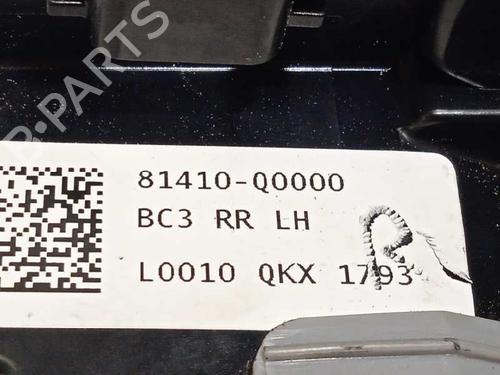 B-PARTS
81410-Q0000
BC3 RR LH
L0010 QKX 1793
R